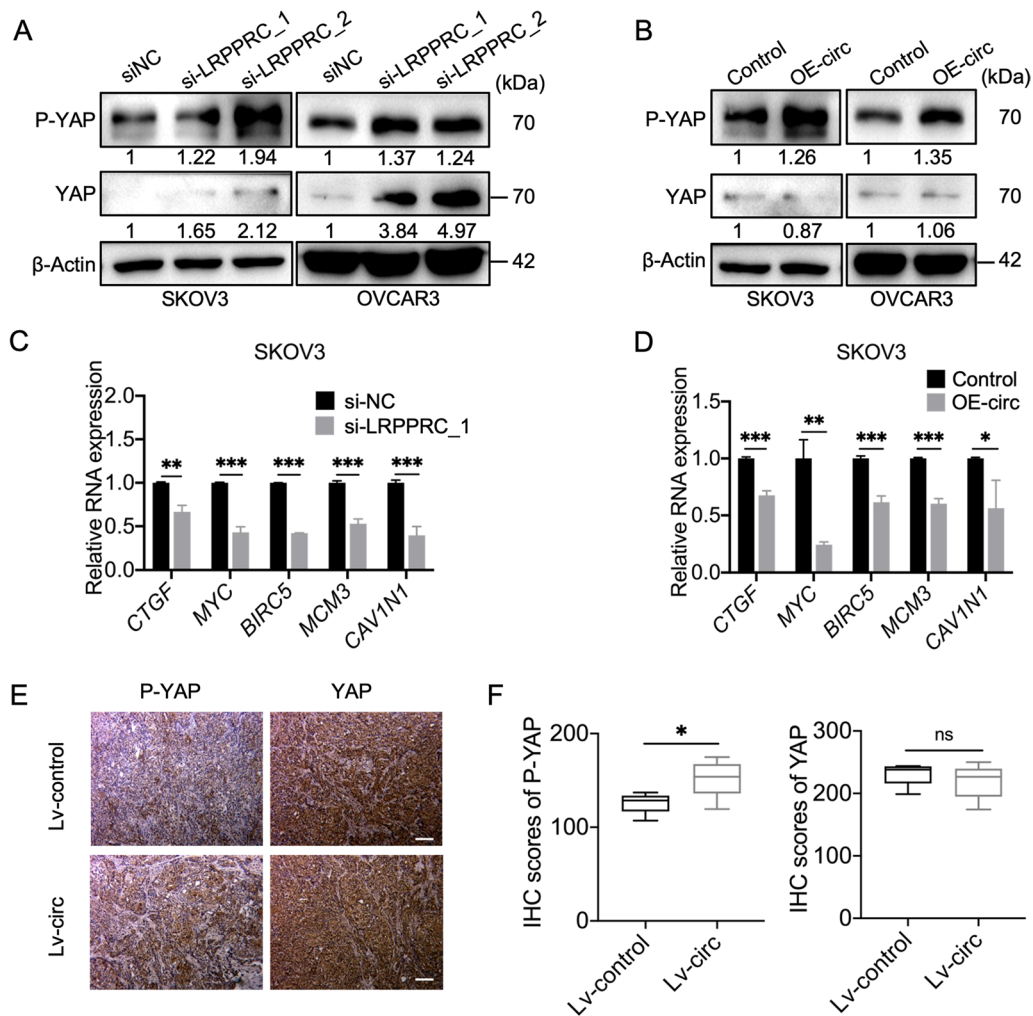 A
siNC si-LRPPRC_1 si-LRPPRC_2 siNC si-LRPPRC_1 si-LRPPRC_2 (kDa)
P-YAP 70
1 1.22 1.94 1 1.37 1.24
YAP 70
1 1.65 2.12 1 3.84 4.97
β-Actin 42
SKOV3 OVCAR3
B
Control OE-circ Control OE-circ (kDa)
P-YAP 70
1 1.26 1 1.35
YAP 70
1 0.87 1 1.06
β-Actin 42
SKOV3 OVCAR3
C
SKOV3
Relative RNA expression
2.0
1.5
1.0
0.5
0.0
si-NC
si-LRPPRC_1
** *** *** *** ***
CTGF MYC BIRC5 MCM3 CAV1N1
D
SKOV3
Relative RNA expression
1.5
1.0
0.5
0.0
Control
OE-circ
*** ** *** *** *
CTGF MYC BIRC5 MCM3 CAV1N1
E
P-YAP YAP
Lv-control
Lv-circ
F
IHC scores of P-YAP
200
100
0
*
Lv-control Lv-circ
IHC scores of YAP
300
200
100
0
ns
Lv-control Lv-circ